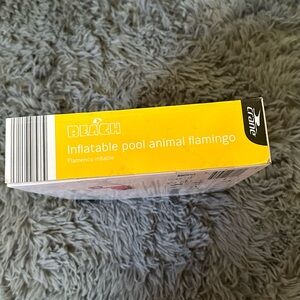 BEACH
Inflatable pool animal flamingo
Flamenco inflable
crane